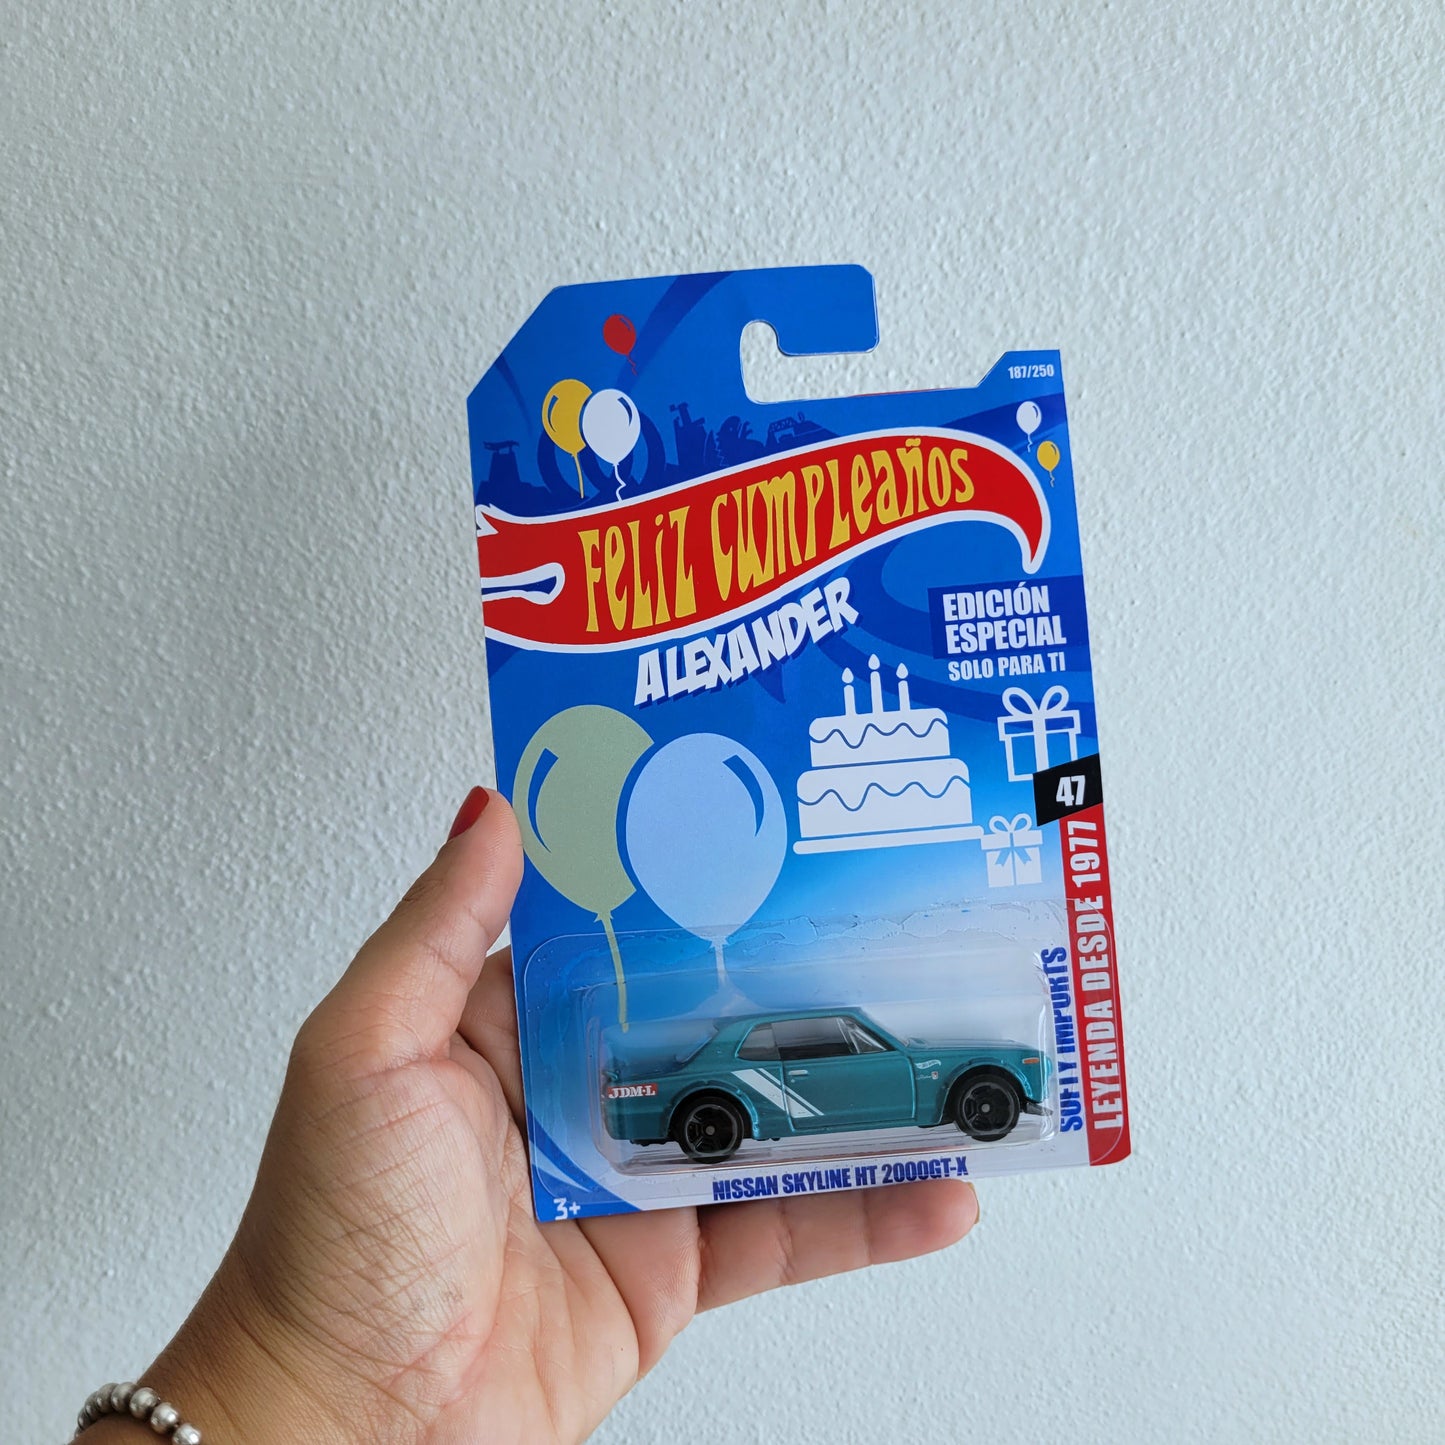 187/250
FELIZ CUMPLEAÑOS
ALEXANDER
EDICIÓN
ESPECIAL
SOLO PARA TI
47
LEYENDA DESDE 1977
SUFTY IMPORTS
JDM-L
NISSAN SKYLINE HT 2000GT-X
3+